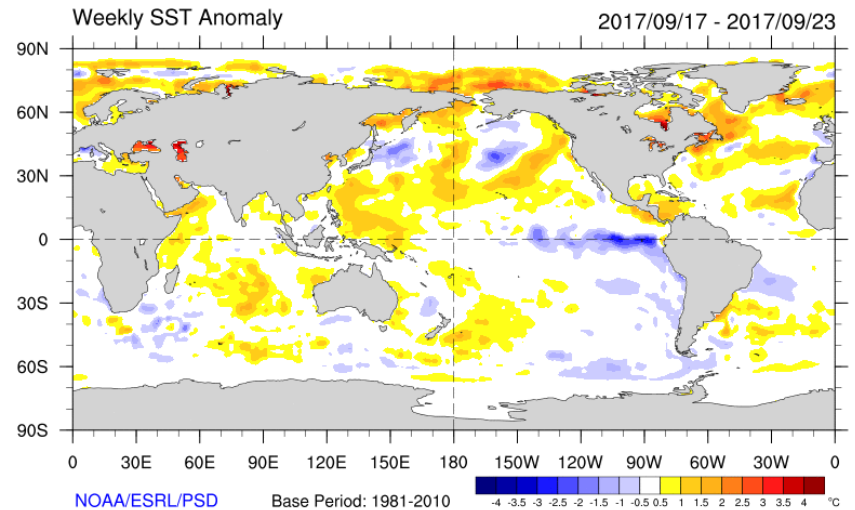 Weekly SST Anomaly 2017/09/17 - 2017/09/23
90N
60N
30N
0
30S
60S
90S
0 30E 60E 90E 120E 150E 180 150W 120W 90W 60W 30W 0
NOAA/ESRL/PSD Base Period: 1981-2010
-4 -3.5 -3 -2.5 -2 -1.5 -1 -0.5 0.5 1 1.5 2 2.5 3 3.5 4 °C